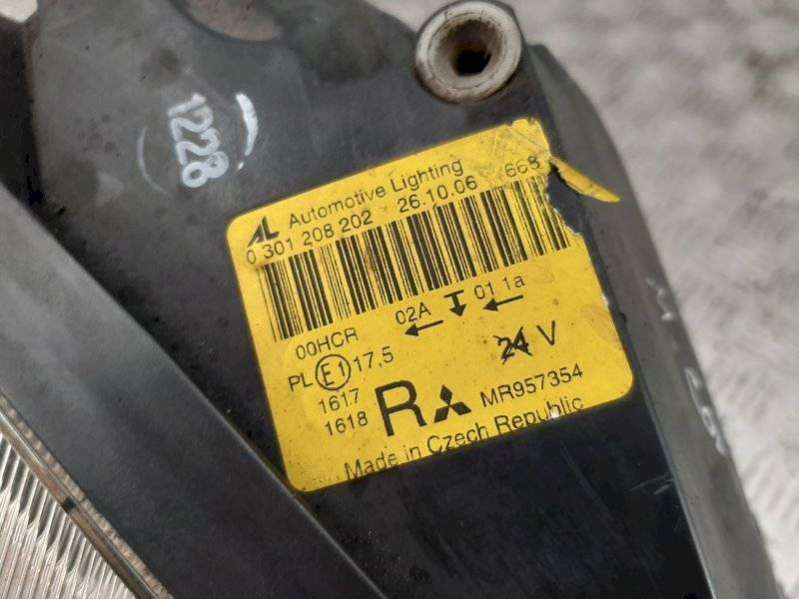 1228
AL Automotive Lighting
0 301 208 202 26.10.06 668
00HCR 02A 01 1a
PL E1 17,5 24 V
1617
1618
R MR957354
Made in Czech Republic